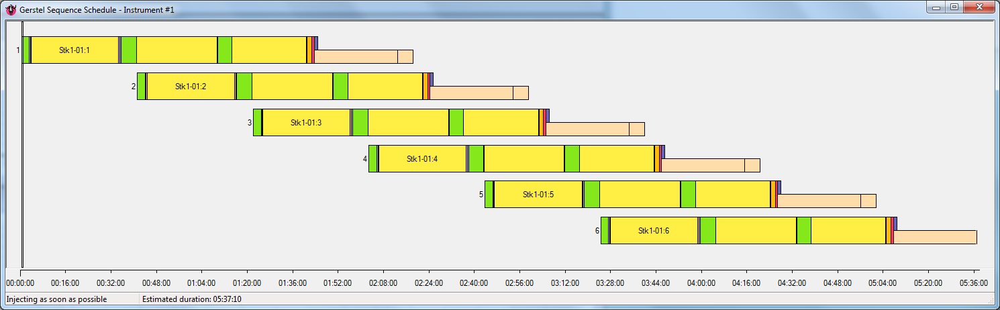 Gerstel Sequence Schedule - Instrument #1
1 Stk1-01:1
2 Stk1-01:2
3 Stk1-01:3
4 Stk1-01:4
5 Stk1-01:5
6 Stk1-01:6
00:00:00 00:16:00 00:32:00 00:48:00 01:04:00 01:20:00 01:36:00 01:52:00 02:08:00 02:24:00 02:40:00 02:56:00 03:12:00 03:28:00 03:44:00 04:00:00 04:16:00 04:32:00 04:48:00 05:04:00 05:20:00 05:36:00
Injecting as soon as possible Estimated duration: 05:37:10